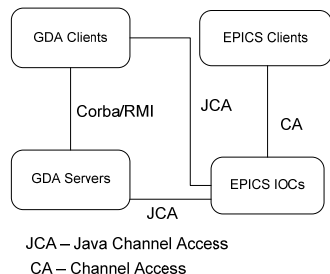 GDA Clients
EPICS Clients
Corba/RMI
JCA
CA
GDA Servers
EPICS IOCs
JCA
JCA – Java Channel Access
CA – Channel Access